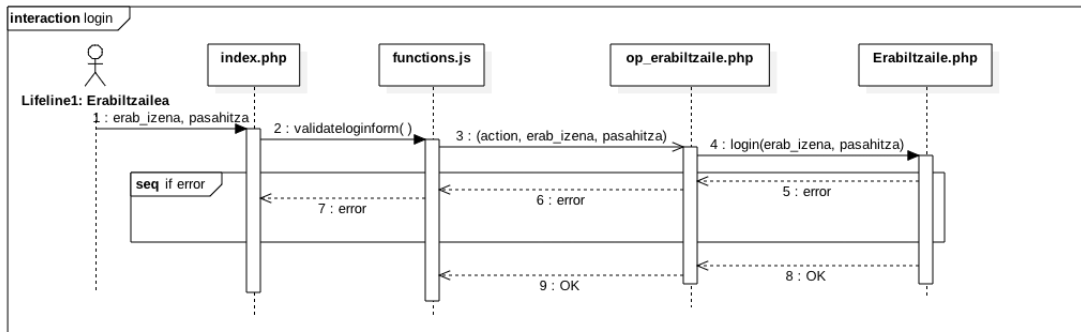 interaction login
index.php
functions.js
op_erabiltzaile.php
Erabiltzaile.php
Lifeline1: Erabiltzailea
1 : erab_izena, pasahitza
2 : validateloginform( )
3 : (action, erab_izena, pasahitza)
4 : login(erab_izena, pasahitza)
seq if error
5 : error
6 : error
7 : error
8 : OK
9 : OK